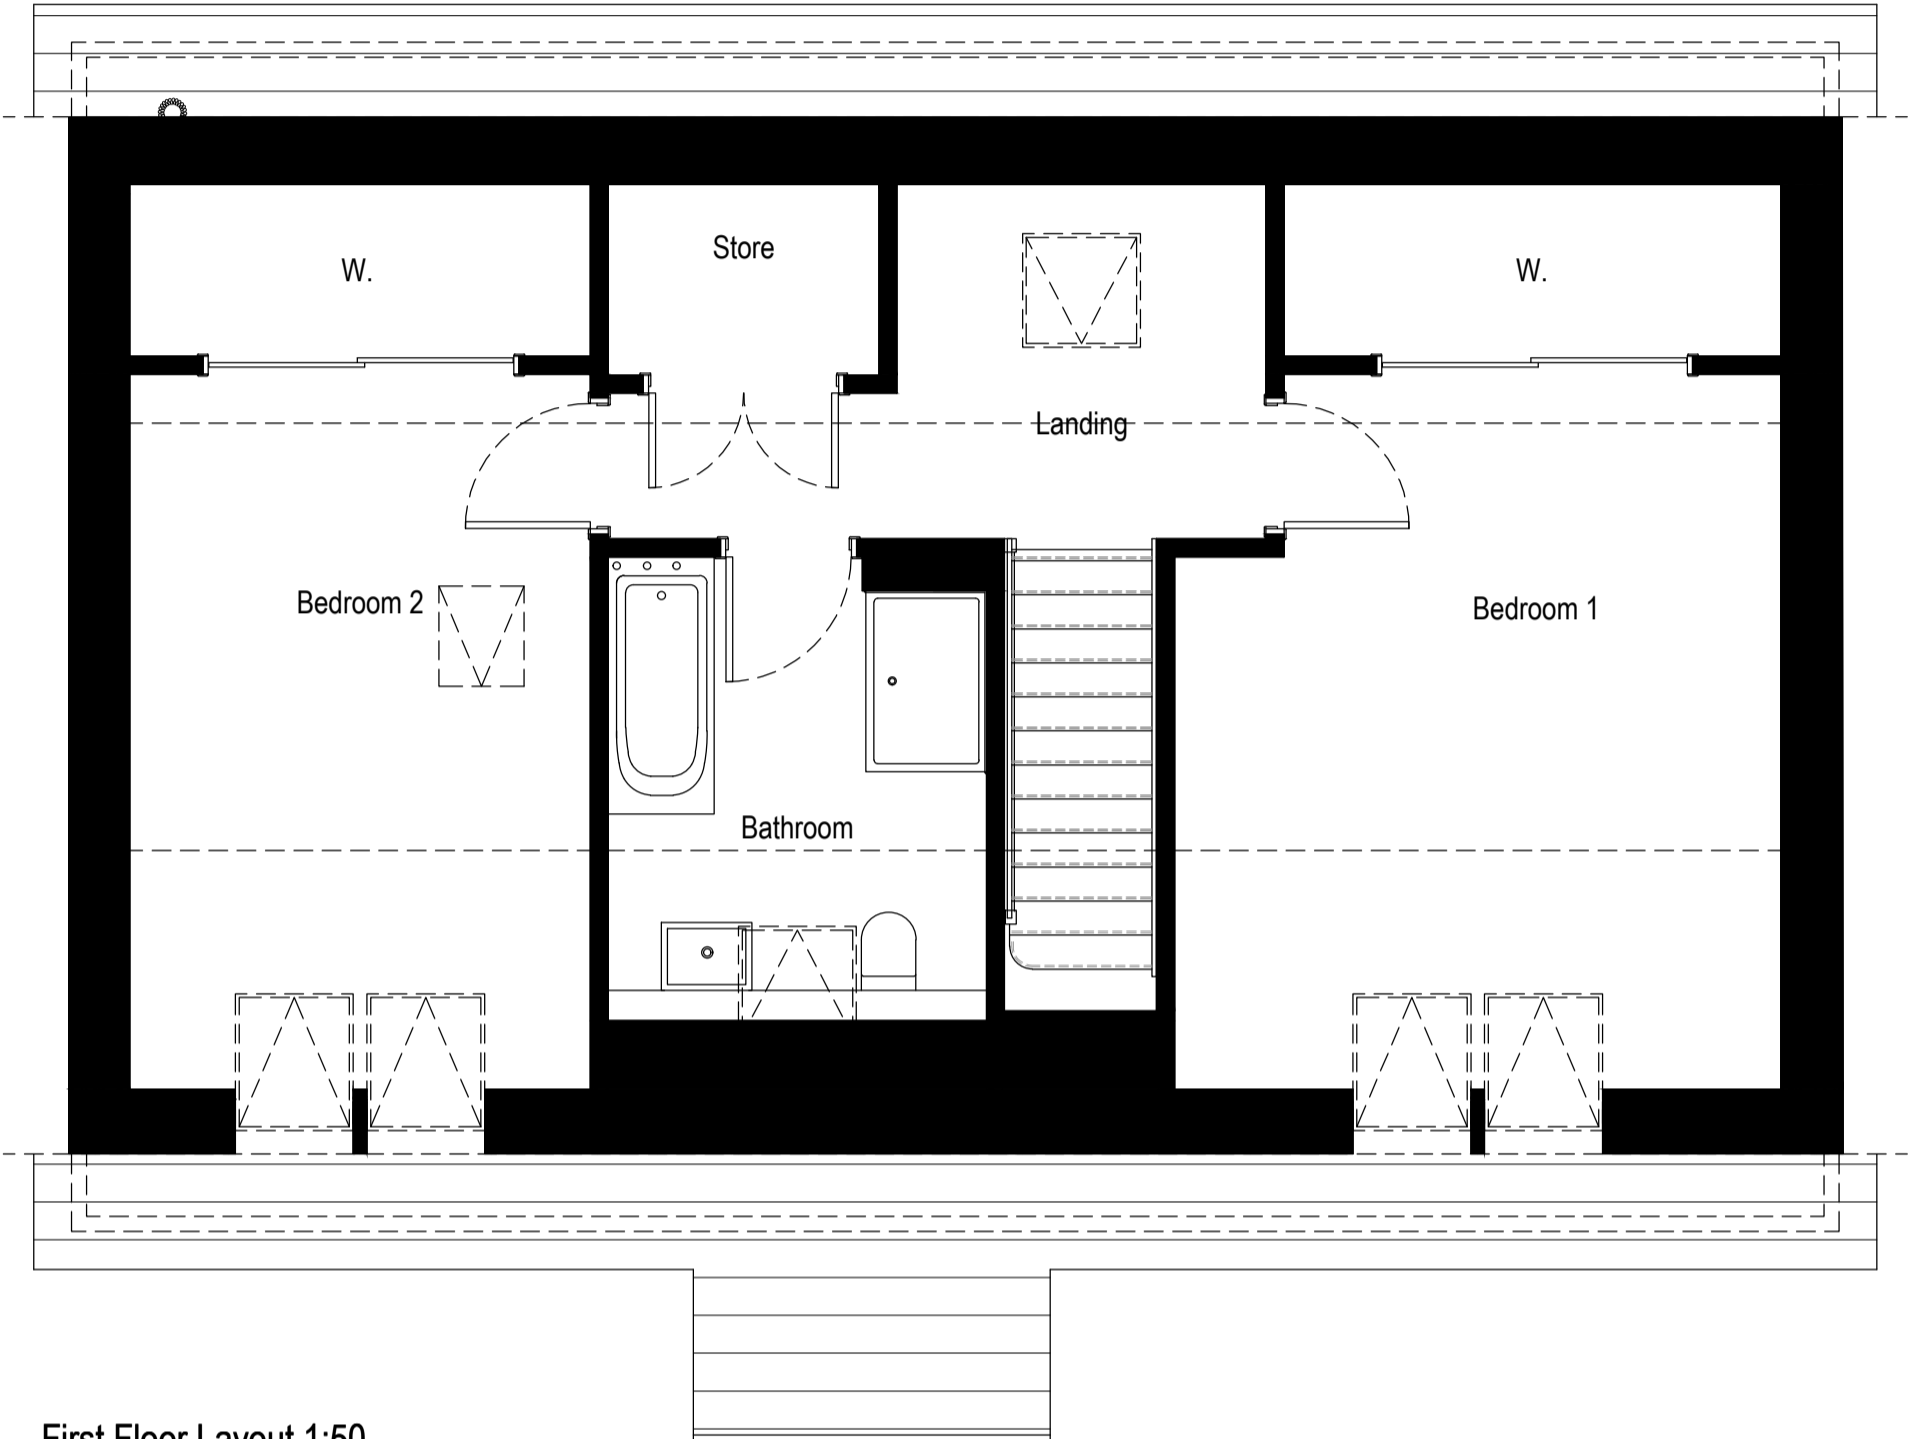 Store
W.
W.
Landing
Bedroom 2
Bedroom 1
Bathroom
First Floor Layout 1:50